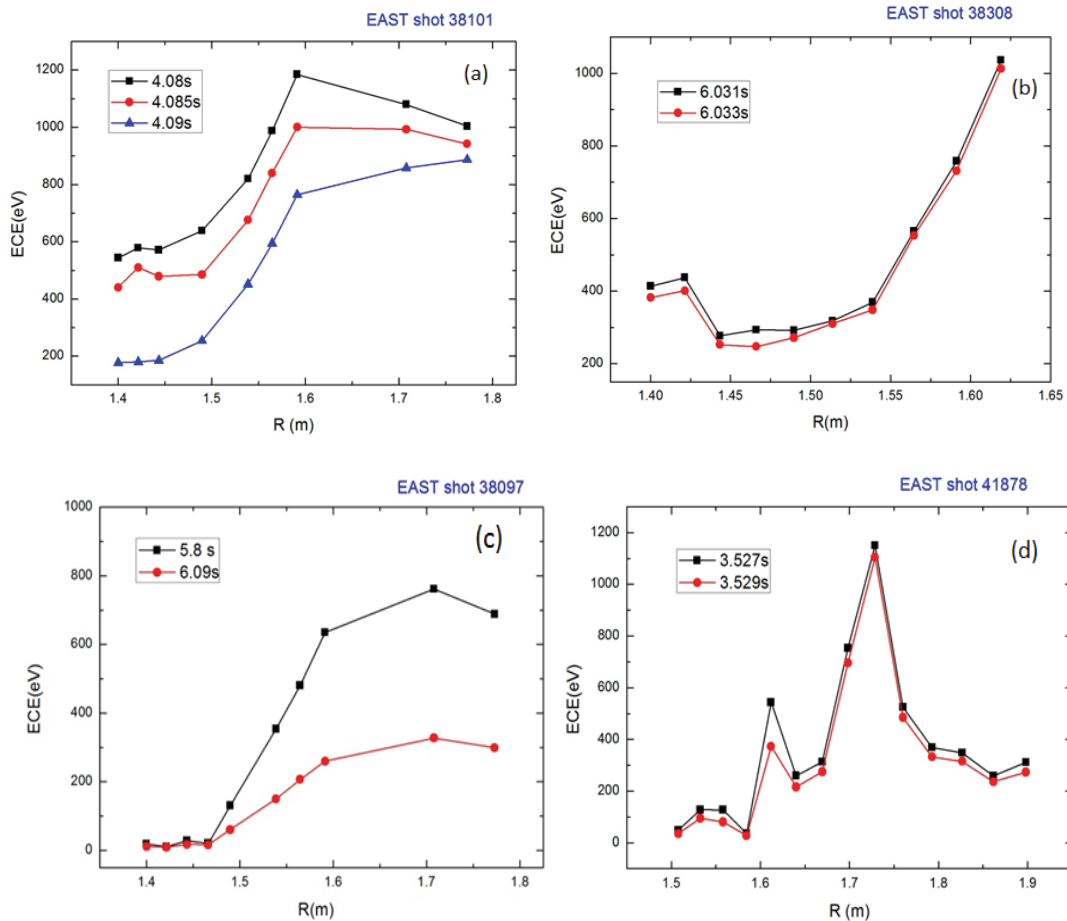 EAST shot 38101
(a)
4.08s
4.085s
4.09s
ECE(eV)
1200
1000
800
600
400
200
0
1.4 1.5 1.6 1.7 1.8
R (m)
EAST shot 38308
(b)
6.031s
6.033s
ECE(eV)
1000
800
600
400
200
1.40 1.45 1.50 1.55 1.60 1.65
R(m)
EAST shot 38097
(c)
5.8 s
6.09s
ECE(eV)
1000
800
600
400
200
0
1.4 1.5 1.6 1.7 1.8
R(m)
EAST shot 41878
(d)
3.527s
3.529s
ECE(eV)
1200
1000
800
600
400
200
0
1.5 1.6 1.7 1.8 1.9
R (m)